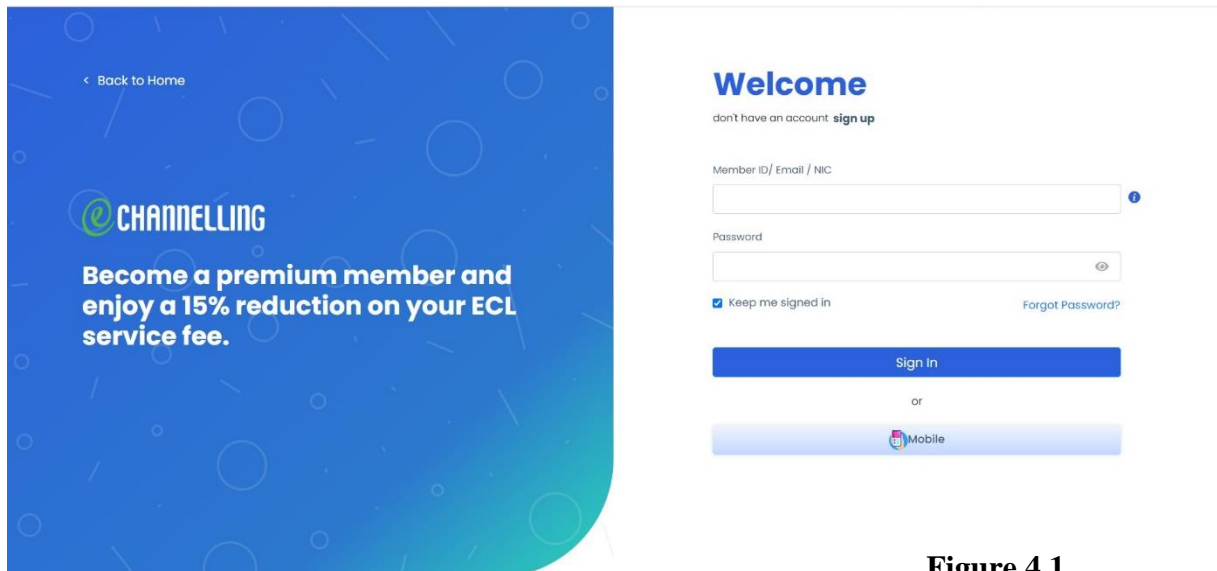 < Back to Home
e CHANNELLING
Become a premium member and
enjoy a 15% reduction on your ECL
service fee.
Welcome
don't have an account sign up
Member ID/ Email / NIC
Password
Keep me signed in
Forgot Password?
Sign In
or
Mobile
Figure 4.1